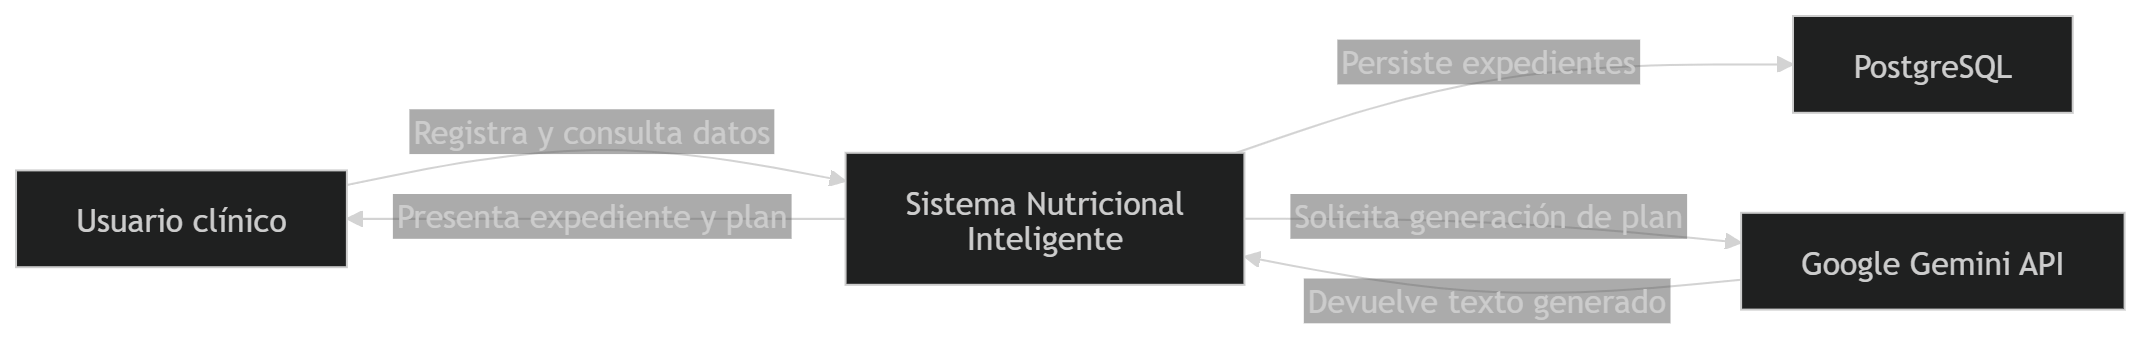 Usuario clínico
Registra y consulta datos
Presenta expediente y plan
Sistema Nutricional
Inteligente
Persiste expedientes
Solicita generación de plan
Devuelve texto generado
PostgreSQL
Google Gemini API